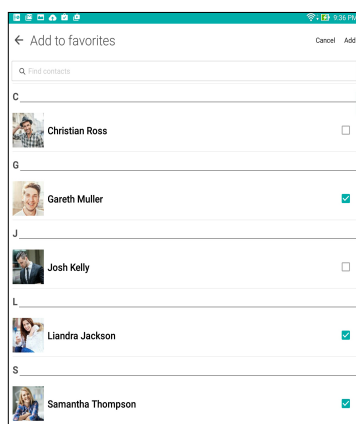 9:36 PM
Add to favorites
Cancel Add
Find contacts
C
Christian Ross
G
Gareth Muller
J
Josh Kelly
L
Liandra Jackson
S
Samantha Thompson